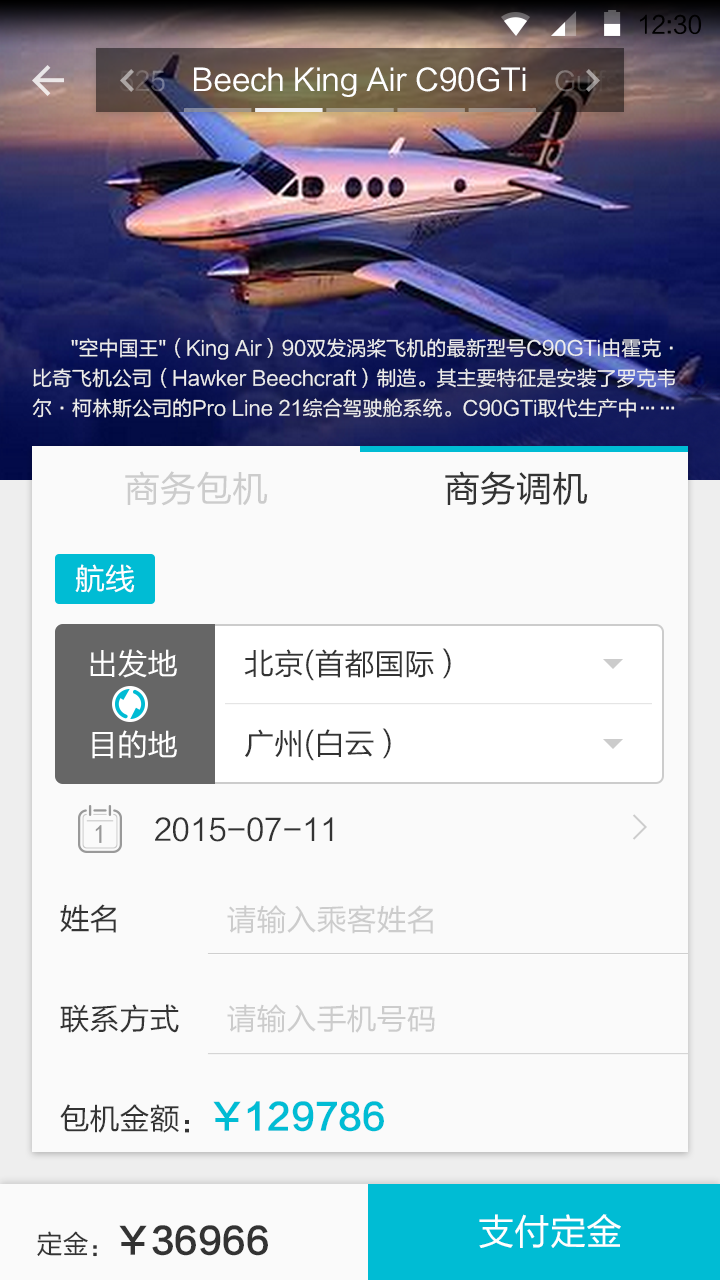 12:30
25 Beech King Air C90GTi Gu
"空中国王"（King Air）90双发涡桨飞机的最新型号C90GTi由霍克·
比奇飞机公司（Hawker Beechcraft）制造。其主要特征是安装了罗克韦
尔·柯林斯公司的Pro Line 21综合驾驶舱系统。C90GTi取代生产中……
商务包机 商务调机
航线
出发地 北京(首都国际）
目的地 广州(白云）
1 2015-07-11
姓名 请输入乘客姓名
联系方式 请输入手机号码
包机金额：￥129786
定金：￥36966 支付定金